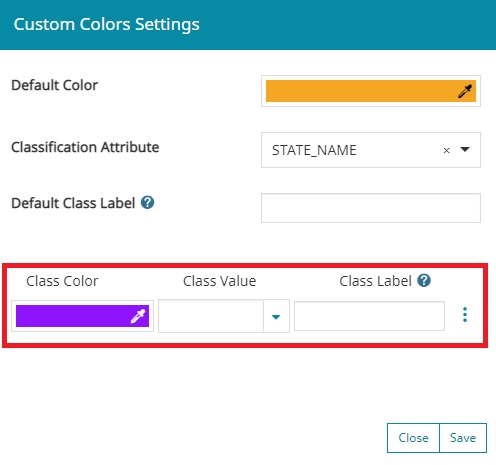 Custom Colors Settings
Default Color
Classification Attribute
STATE_NAME × 
Default Class Label ?
Class Color Class Value Class Label ?
Close Save